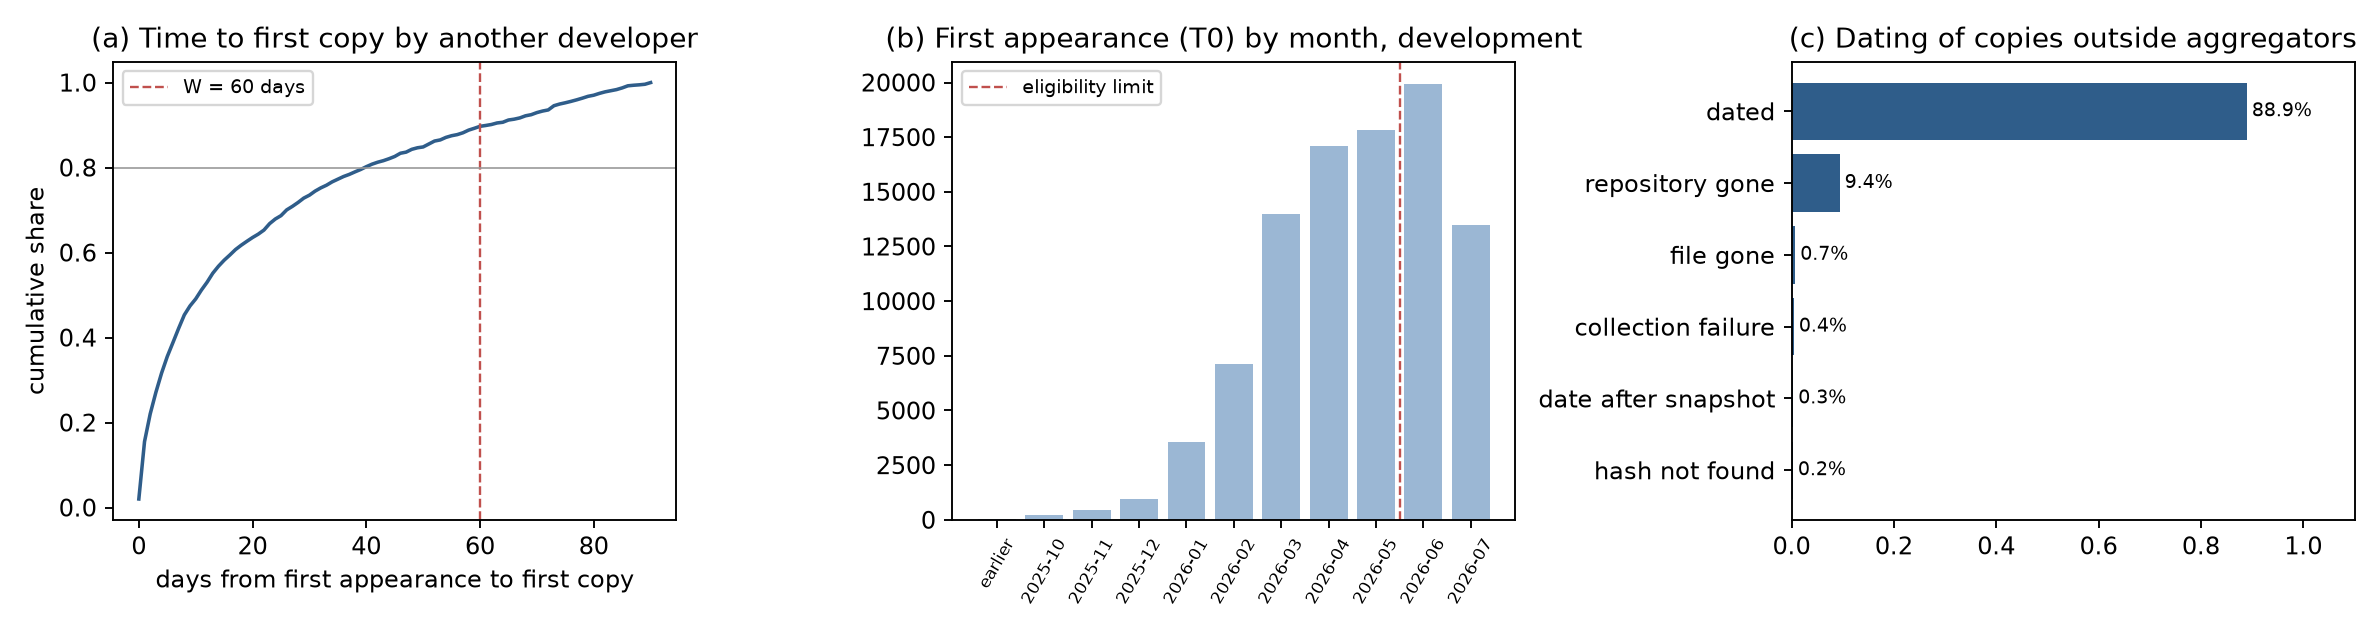 (a) Time to first copy by another developer
W = 60 days
cumulative share
1.0
0.8
0.6
0.4
0.2
0.0
0 20 40 60 80
days from first appearance to first copy
(b) First appearance (T0) by month, development
eligibility limit
20000
17500
15000
12500
10000
7500
5000
2500
0
earlier
2025-10
2025-11
2025-12
2026-01
2026-02
2026-03
2026-04
2026-05
2026-06
2026-07
(c) Dating of copies outside aggregators
dated 88.9%
repository gone 9.4%
file gone 0.7%
collection failure 0.4%
date after snapshot 0.3%
hash not found 0.2%
0.0 0.2 0.4 0.6 0.8 1.0